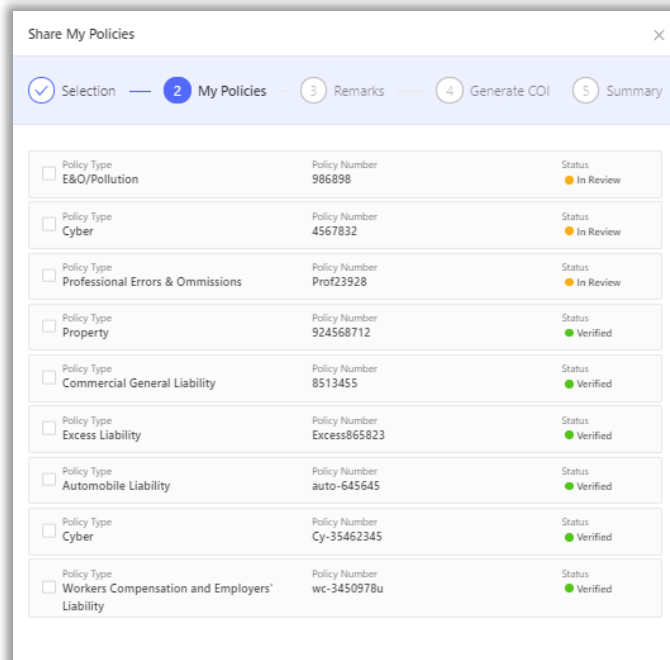 Share My Policies
Selection 2 My Policies 3 Remarks 4 Generate COI 5 Summary
Policy Type Policy Number Status
E&O/Pollution 986898 In Review
Policy Type Policy Number Status
Cyber 4567832 In Review
Policy Type Policy Number Status
Professional Errors & Ommissions Prof23928 In Review
Policy Type Policy Number Status
Property 924568712 Verified
Policy Type Policy Number Status
Commercial General Liability 8513455 Verified
Policy Type Policy Number Status
Excess Liability Excess865823 Verified
Policy Type Policy Number Status
Automobile Liability auto-645645 Verified
Policy Type Policy Number Status
Cyber Cy-35462345 Verified
Policy Type Policy Number Status
Workers Compensation and Employers' wc-3450978u Verified
Liability